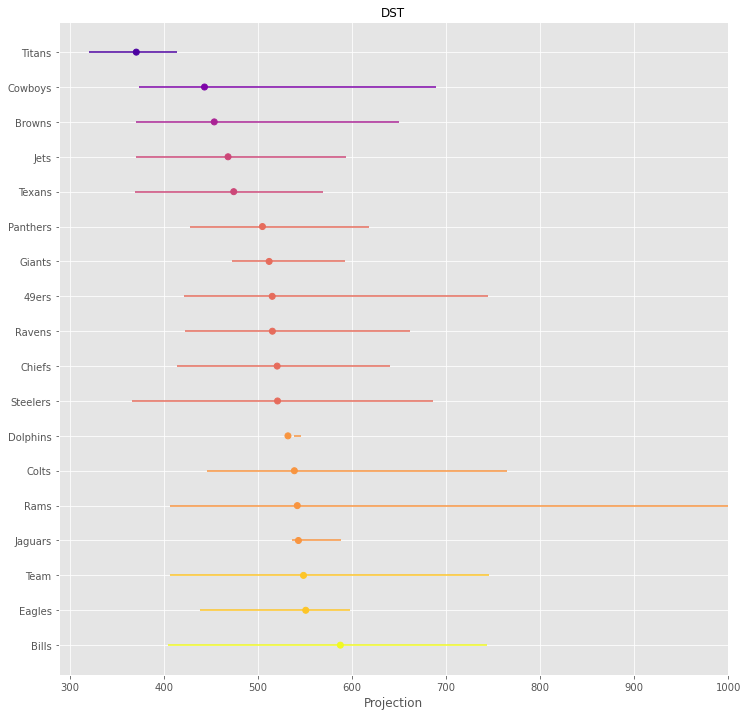 DST
Titans
Cowboys
Browns
Jets
Texans
Panthers
Giants
49ers
Ravens
Chiefs
Steelers
Dolphins
Colts
Rams
Jaguars
Team
Eagles
Bills
300 400 500 600 700 800 900 1000
Projection